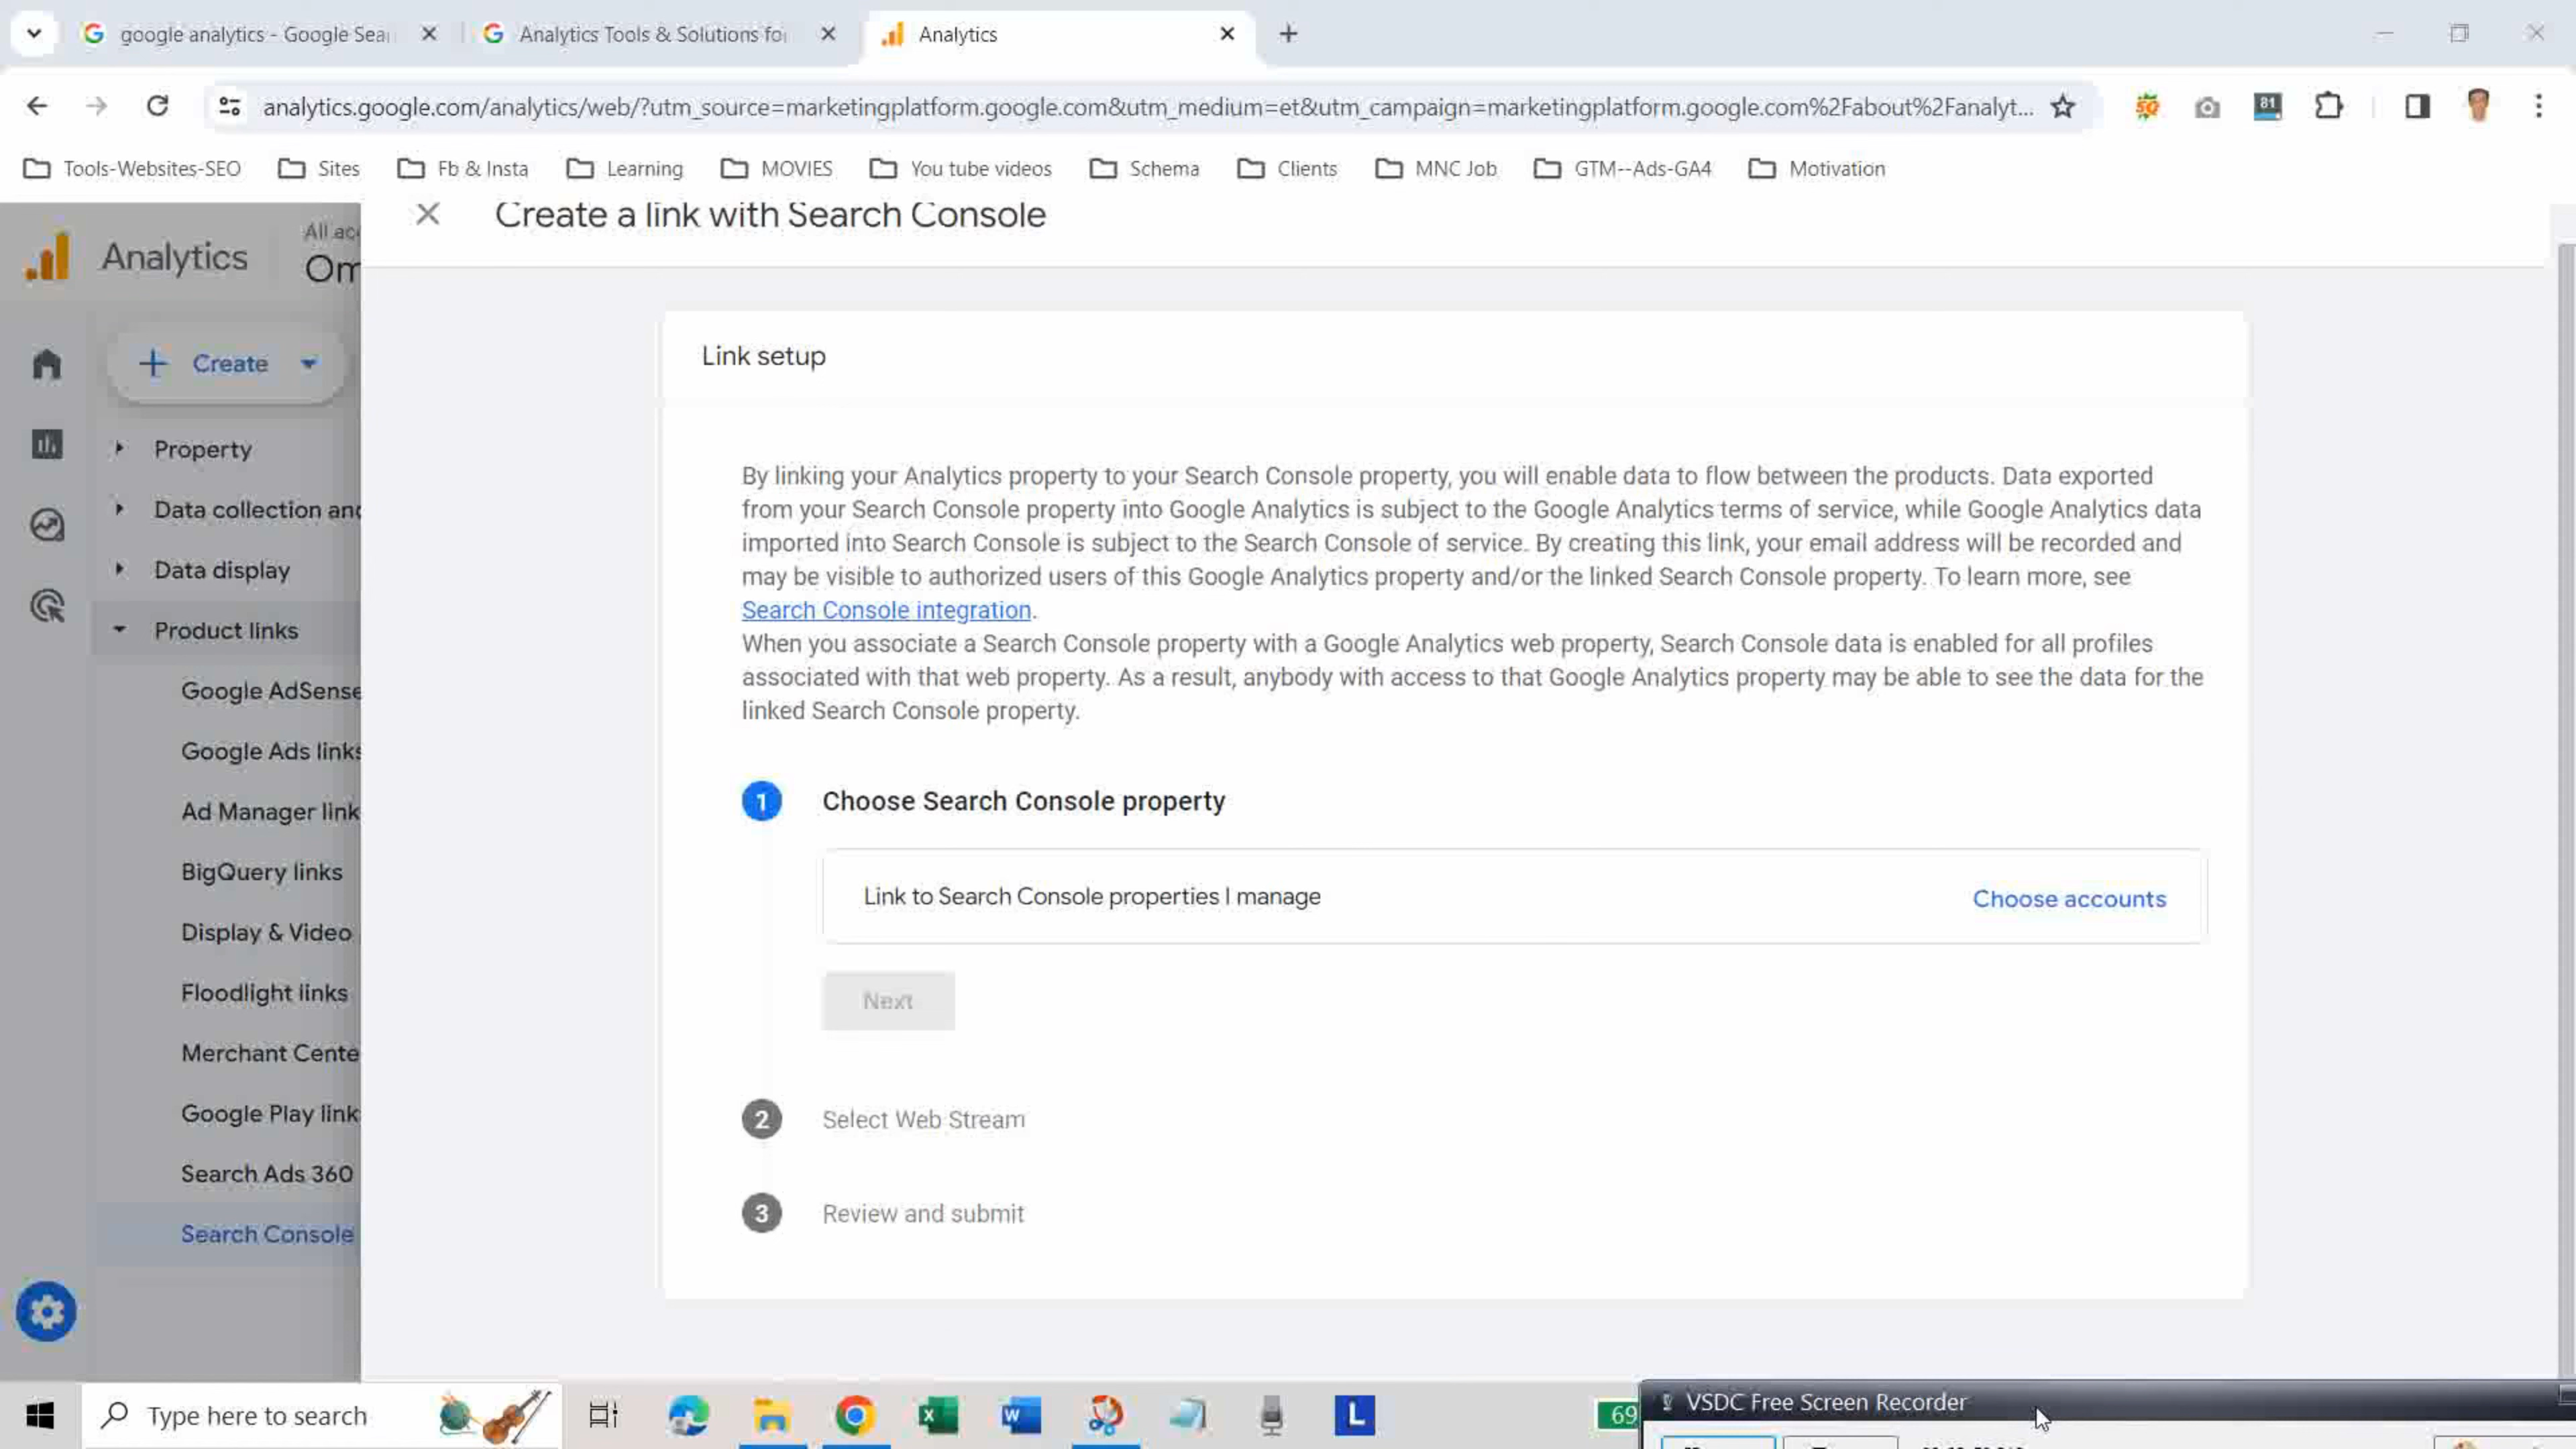 google analytics - Google Sear
Analytics Tools & Solutions for
Analytics
analytics.google.com/analytics/web/?utm_source=marketingplatform.google.com&utm_medium=et&utm_campaign=marketingplatform.google.com%2Fabout%2Fanalyt...
81
Tools-Websites-SEO
Sites
Fb & Insta
Learning
MOVIES
You tube videos
Schema
Clients
MNC Job
GTM--Ads-GA4
Motivation
Analytics
All ac
Om
Create a link with Search Console
Create
Property
Data collection and
Data display
Product links
Google AdSense
Google Ads links
Ad Manager link
BigQuery links
Display & Video
Floodlight links
Merchant Cente
Google Play link
Search Ads 360
Search Console
Link setup
By linking your Analytics property to your Search Console property, you will enable data to flow between the products. Data exported
from your Search Console property into Google Analytics is subject to the Google Analytics terms of service, while Google Analytics data
imported into Search Console is subject to the Search Console of service. By creating this link, your email address will be recorded and
may be visible to authorized users of this Google Analytics property and/or the linked Search Console property. To learn more, see
Search Console integration.
When you associate a Search Console property with a Google Analytics web property, Search Console data is enabled for all profiles
associated with that web property. As a result, anybody with access to that Google Analytics property may be able to see the data for the
linked Search Console property.
1 Choose Search Console property
Link to Search Console properties I manage
Choose accounts
Next
2 Select Web Stream
3 Review and submit
Type here to search
L
69
VSDC Free Screen Recorder